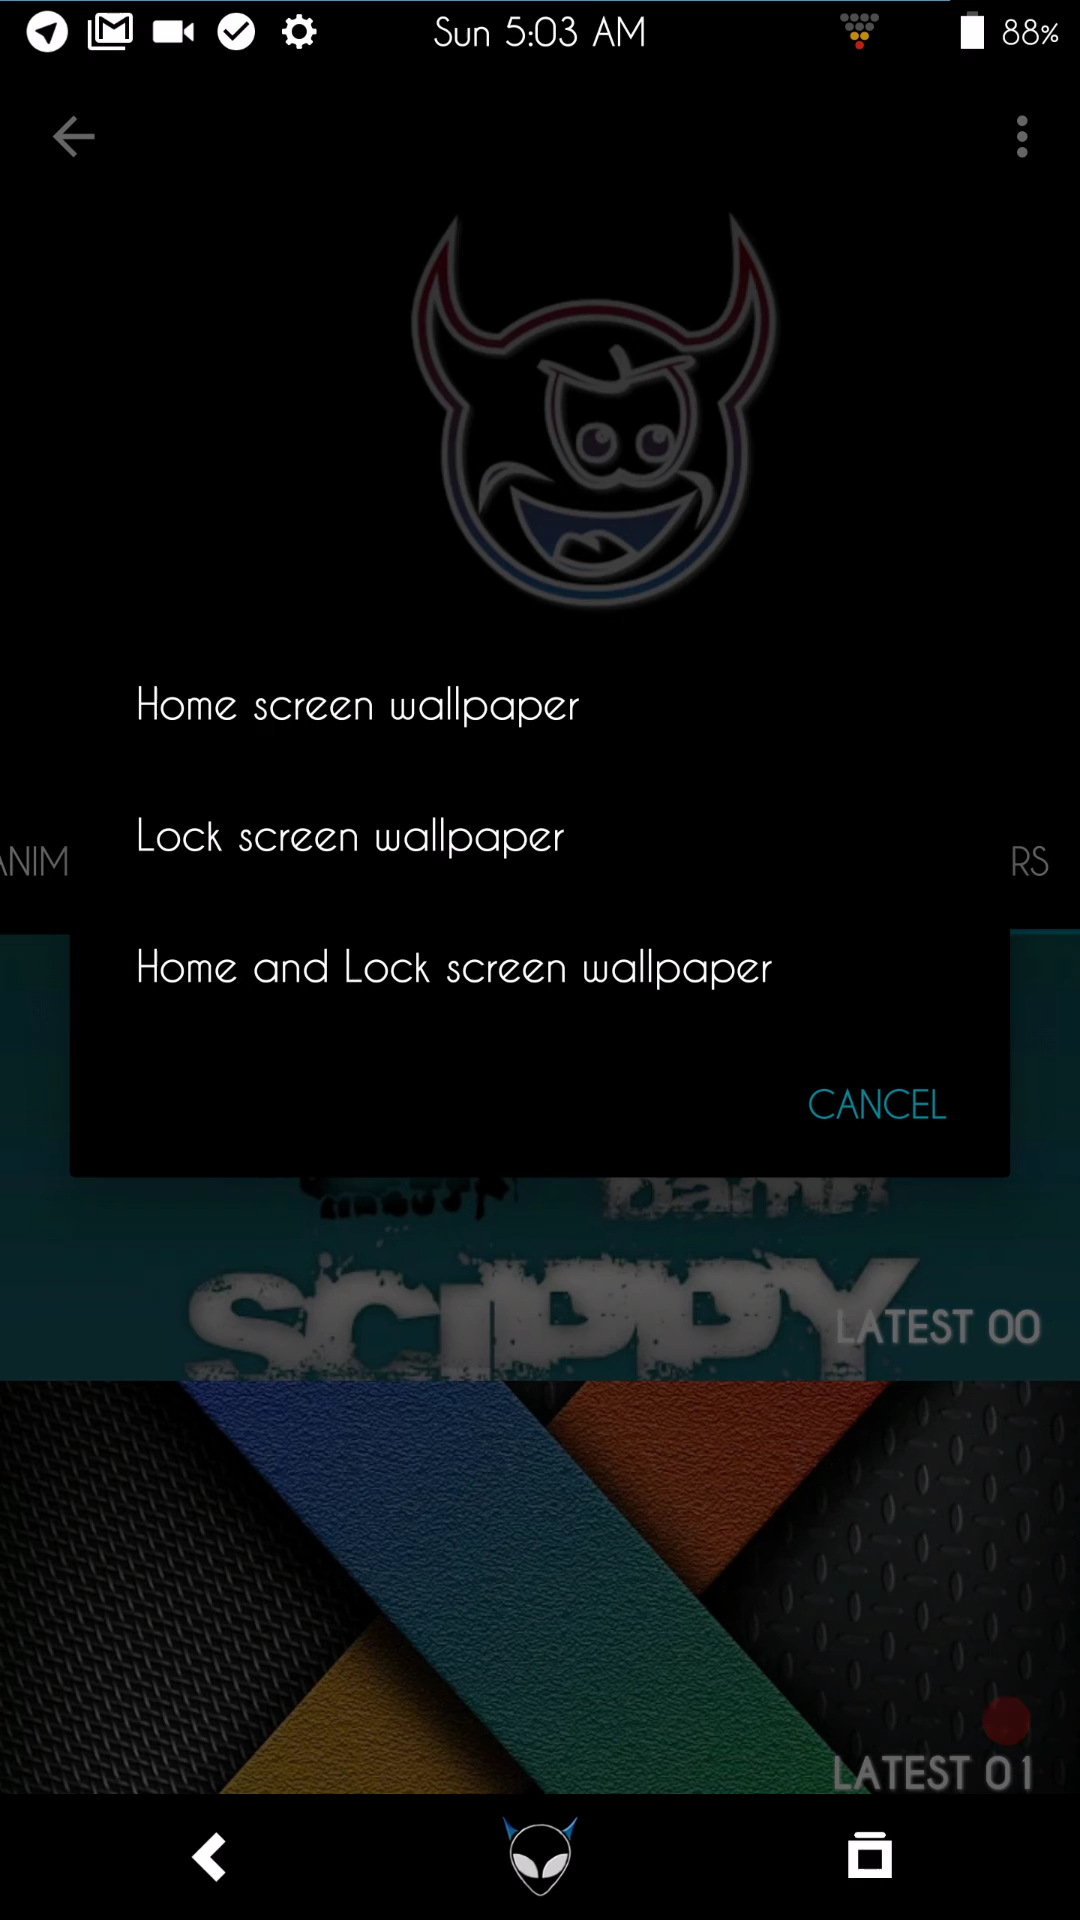 Sun 5:03 AM
88%
Home screen wallpaper
Lock screen wallpaper
ANIM
RS
Home and Lock screen wallpaper
CANCEL
SCIPPY
LATEST 00
LATEST 01